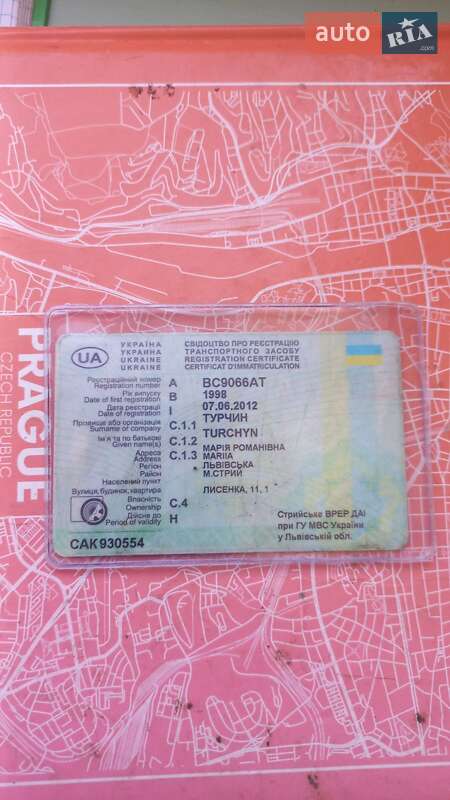 auto RIA.com
PRAGUE
CZECH REPUBLIC
UA
УКРАЇНА
УКРАИНА
UKRAINE
UKRAINE
СВІДОЦТВО ПРО РЕЄСТРАЦІЮ
ТРАНСПОРТНОГО ЗАСОБУ
REGISTRATION CERTIFICATE
CERTIFICAT D'IMMATRICULATION
Реєстраційний номер
Registration number A BC9066AT
Рік випуску
Date of first registration B 1998
Дата реєстрації
Date of registration I 07.06.2012
Прізвище або організація
Surname or company C.1.1 ТУРЧИН
TURCHYN
Ім'я та по батькові
Given name(s) C.1.2 МАРІЯ РОМАНІВНА
MARIIA
Адреса
Address C.1.3
Регіон ЛЬВІВСЬКА
Район М.СТРИЙ
Населений пункт
Вулиця, будинок, квартира ЛИСЕНКА, 11, 1
Власність
Ownership C.4
Дійсне до
Period of validity H
Стрийське ВРЕР ДАІ
при ГУ МВС України
у Львівській обл.
САК930554